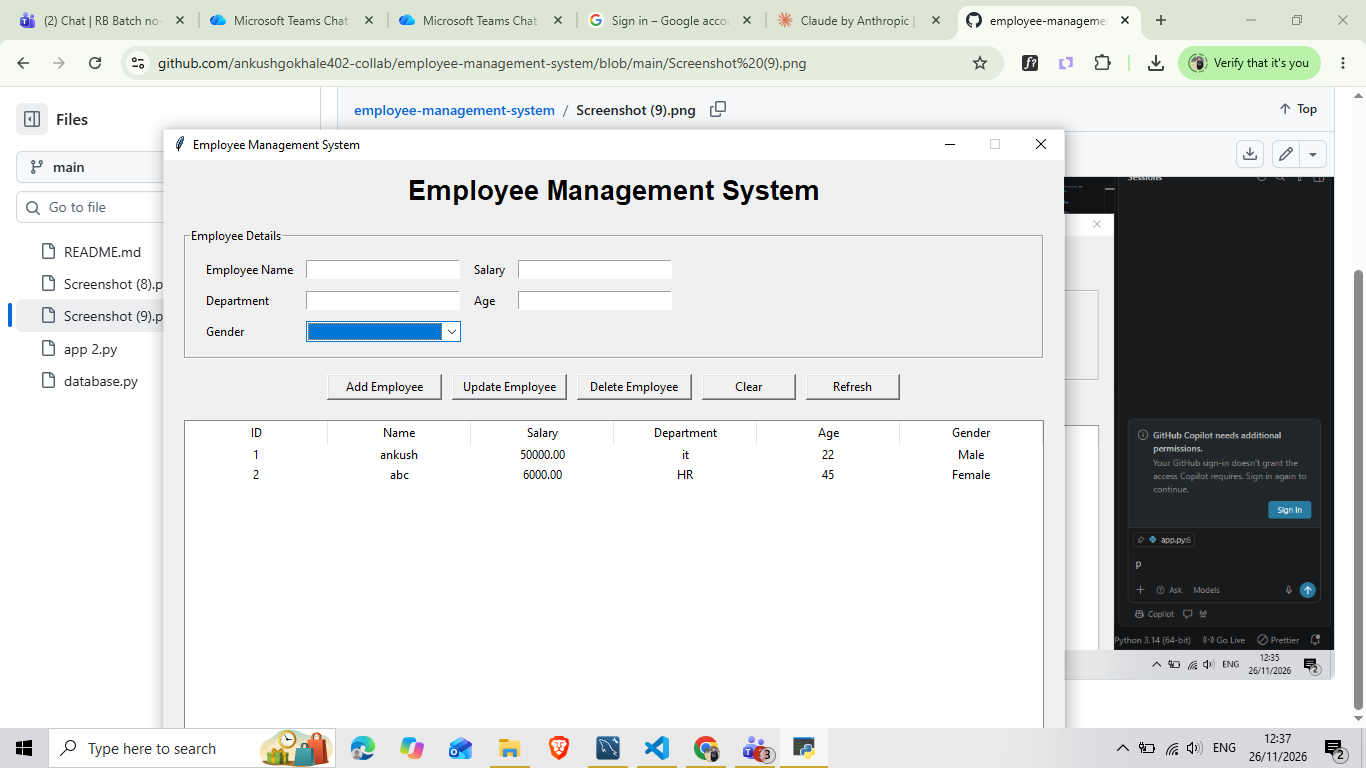 (2) Chat | RB Batch no-
Microsoft Teams Chat
Microsoft Teams Chat
Sign in – Google accou
Claude by Anthropic |
employee-manageme
github.com/ankushgokhale402-collab/employee-management-system/blob/main/Screenshot%20(9).png
Verify that it's you
Files
employee-management-system / Screenshot (9).png
Top
main
Go to file
README.md
Screenshot (8).p
Screenshot (9).p
app 2.py
database.py
Employee Management System
Employee Management System
Employee Details
Employee Name
Salary
Department
Age
Gender
Add Employee
Update Employee
Delete Employee
Clear
Refresh
ID Name Salary Department Age Gender
1 ankush 50000.00 it 22 Male
2 abc 6000.00 HR 45 Female
Sessions
GitHub Copilot needs additional
permissions.
Your GitHub sign-in doesn't grant the
access Copilot requires. Sign in again to
continue.
Sign In
app.py:6
p
Ask Models
Copilot
Python 3.14 (64-bit) Go Live Prettier
ENG
12:35
26/11/2026
2
Type here to search
3
ENG
12:37
26/11/2026
2